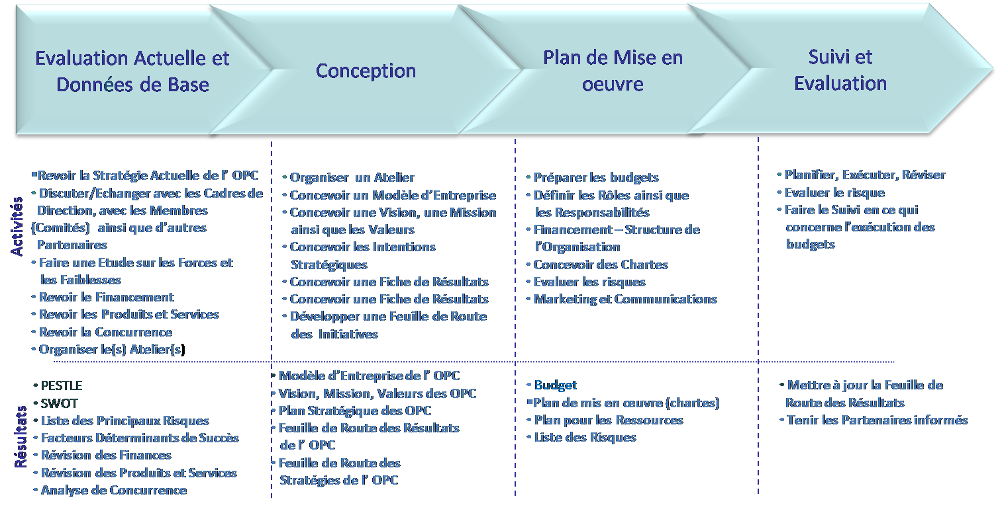 Evaluation Actuelle et
Données de Base
Conception
Plan de Mise en
oeuvre
Suivi et
Evaluation
Activités
▪Revoir la Stratégie Actuelle de l’ OPC
• Discuter/Echanger avec les Cadres de
Direction, avec les Membres
(Comités) ainsi que d’autres
Partenaires
• Faire une Etude sur les Forces et
les Faiblesses
• Revoir le Financement
• Revoir les Produits et Services
• Revoir la Concurrence
• Organiser le(s) Atelier(s)
• Organiser un Atelier
• Concevoir un Modèle d’Entreprise
• Concevoir une Vision, une Mission
ainsi que les Valeurs
• Concevoir les Intentions
Stratégiques
• Concevoir une Fiche de Résultats
• Concevoir une Fiche de Résultats
• Développer une Feuille de Route
des Initiatives
• Préparer les budgets
• Définir les Rôles ainsi que
les Responsabilités
• Financement – Structure de
l’Organisation
• Concevoir des Chartes
• Evaluer les risques
• Marketing et Communications
• Planifier, Exécuter, Réviser
• Evaluer le risque
• Faire le Suivi en ce qui
concerne l’exécution des
budgets
Résultats
• PESTLE
• SWOT
• Liste des Principaux Risques
• Facteurs Déterminants de Succès
• Révision des Finances
• Révision des Produits et Services
• Analyse de Concurrence
• Modèle d’Entreprise de l’ OPC
• Vision, Mission, Valeurs des OPC
• Plan Stratégique des OPC
• Feuille de Route des Résultats
de l’ OPC
• Feuille de Route des
Stratégies de l’ OPC
• Budget
▪Plan de mis en œuvre (chartes)
• Plan pour les Ressources
• Liste des Risques
• Mettre à jour la Feuille de
Route des Résultats
• Tenir les Partenaires informés